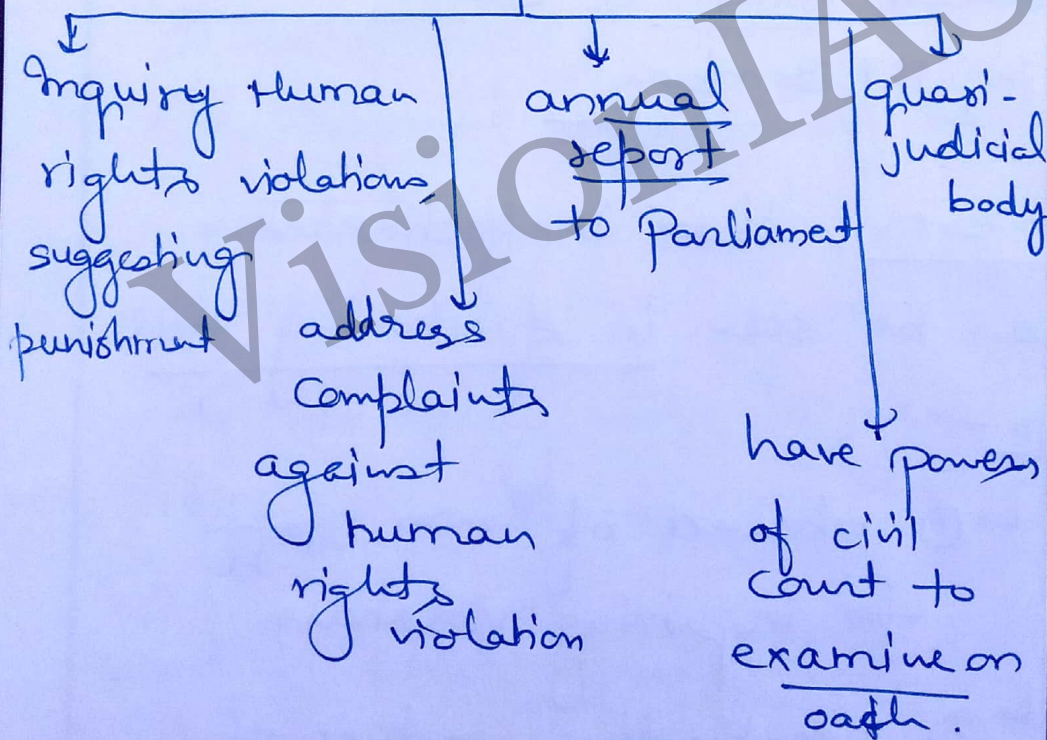 Inquiry Human
rights violations,
suggesting
punishment
address
Complaints
against
human
rights
violation
annual
report
to Parliament
have powers
of civil
court to
examine on
oath.
quasi-
judicial
body
VisionIAS